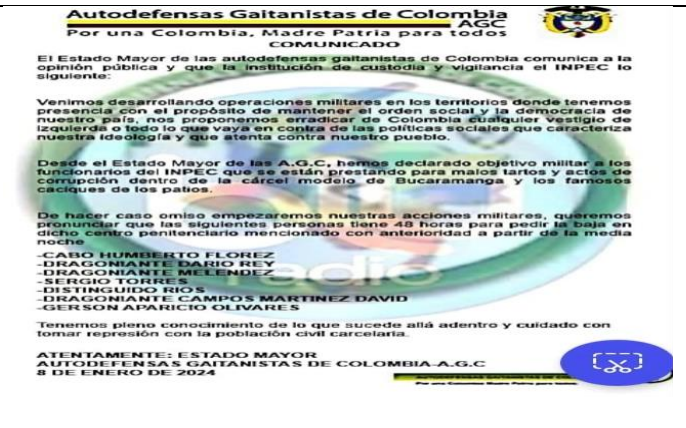 Autodefensas Gaitanistas de Colombia
AGC
Por una Colombia, Madre Patria para todos
COMUNICADO
El Estado Mayor de las autodefensas gaitanistas de Colombia comunica a la
opinión pública y que la institución de custodia y vigilancia el INPEC lo
siguiente:
Venimos desarrollando operaciones militares en los territorios donde tenemos
presencia con el propósito de mantener el orden social y la democracia de
nuestro país, nos proponemos erradicar de Colombia cualquier vestigio de
izquierda o todo lo que vaya en contra de las políticas sociales que caracteriza
nuestra ideología y que atenta contra nuestro pueblo.
Desde el Estado Mayor de las A.G.C, hemos declarado objetivo militar a los
funcionarios del INPEC que se están prestando para malos tartos y actos de
corrupción dentro de la cárcel modelo de Bucaramanga y los famosos
caciques de los patios.
De hacer caso omiso empezaremos nuestras acciones militares, queremos
pronunciar que las siguientes personas tiene 48 horas para pedir la baja en
dicho centro penitenciario mencionado con anterioridad a partir de la media
noche
-CABO HUMBERTO FLOREZ
-DRAGONIANTE DARIO REY
-DRAGONIANTE MELENDEZ
-SERGIO TORRES
-DISTINGUIDO RIOS
-DRAGONIANTE CAMPOS MARTINEZ DAVID
-GERSON APARICIO OLIVARES
radio
Tenemos pleno conocimiento de lo que sucede allá adentro y cuidado con
tomar represión con la población civil carcelaria.
ATENTAMENTE: ESTADO MAYOR
AUTODEFENSAS GAITANISTAS DE COLOMBIA-A.G.C
8 DE ENERO DE 2024